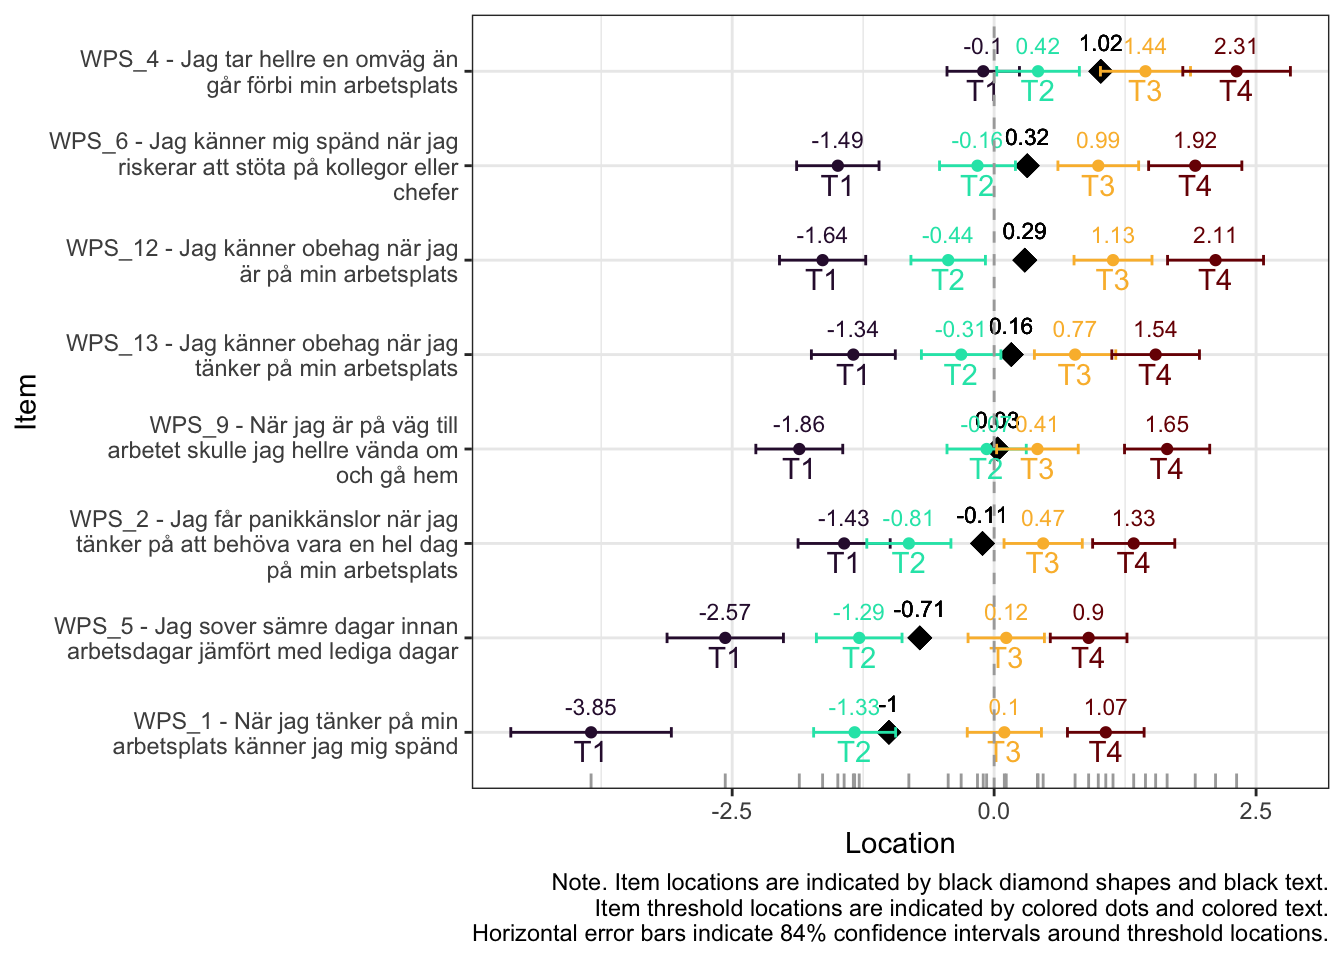 WPS_4 - Jag tar hellre en omväg än
går förbi min arbetsplats
-0.1 0.42 1.02 1.44 2.31
T1 T2 T3 T4
WPS_6 - Jag känner mig spänd när jag
riskerar att stöta på kollegor eller
chefer
-1.49 -0.16 0.32 0.99 1.92
T1 T2 T3 T4
WPS_12 - Jag känner obehag när jag
är på min arbetsplats
-1.64 -0.44 0.29 1.13 2.11
T1 T2 T3 T4
WPS_13 - Jag känner obehag när jag
tänker på min arbetsplats
-1.34 -0.31 0.16 0.77 1.54
T1 T2 T3 T4
WPS_9 - När jag är på väg till
arbetet skulle jag hellre vända om
och gå hem
-1.86 -0.07 0.03 0.41 1.65
T1 T2 T3 T4
WPS_2 - Jag får panikkänslor när jag
tänker på att behöva vara en hel dag
på min arbetsplats
-1.43 -0.81 -0.11 0.47 1.33
T1 T2 T3 T4
WPS_5 - Jag sover sämre dagar innan
arbetsdagar jämfört med lediga dagar
-2.57 -1.29 -0.71 0.12 0.9
T1 T2 T3 T4
WPS_1 - När jag tänker på min
arbetsplats känner jag mig spänd
-3.85 -1.33 -1 0.1 1.07
T1 T2 T3 T4
Item
-2.5 0.0 2.5
Location
Note. Item locations are indicated by black diamond shapes and black text.
Item threshold locations are indicated by colored dots and colored text.
Horizontal error bars indicate 84% confidence intervals around threshold locations.